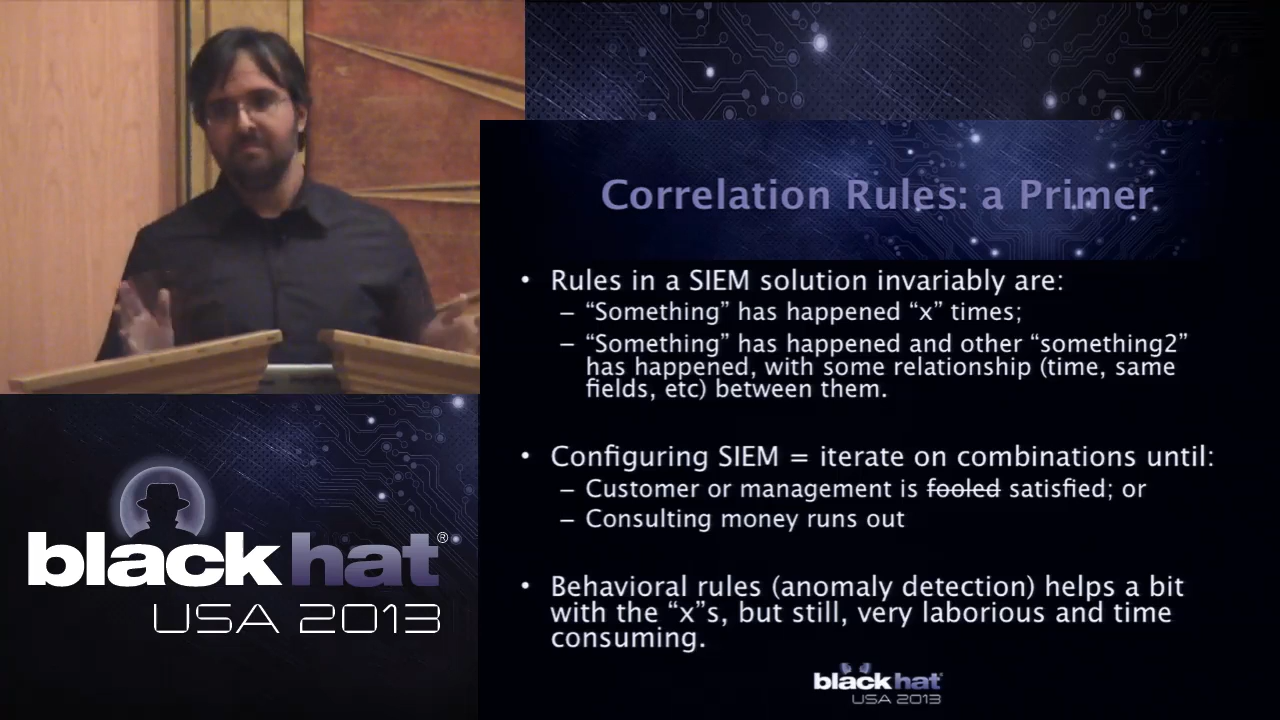 Correlation Rules: a Primer
• Rules in a SIEM solution invariably are:
– “Something” has happened “x” times;
– “Something” has happened and other “something2”
has happened, with some relationship (time, same
fields, etc) between them.
• Configuring SIEM = iterate on combinations until:
– Customer or management is fooled satisfied; or
– Consulting money runs out
• Behavioral rules (anomaly detection) helps a bit
with the “x”s, but still, very laborious and time
consuming.
black hat®
USA 2013
black hat
USA 2013